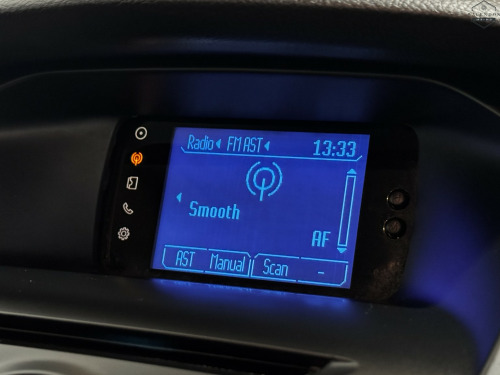 Radio FM AST 13:33
Smooth
AF
AST Manual Scan -